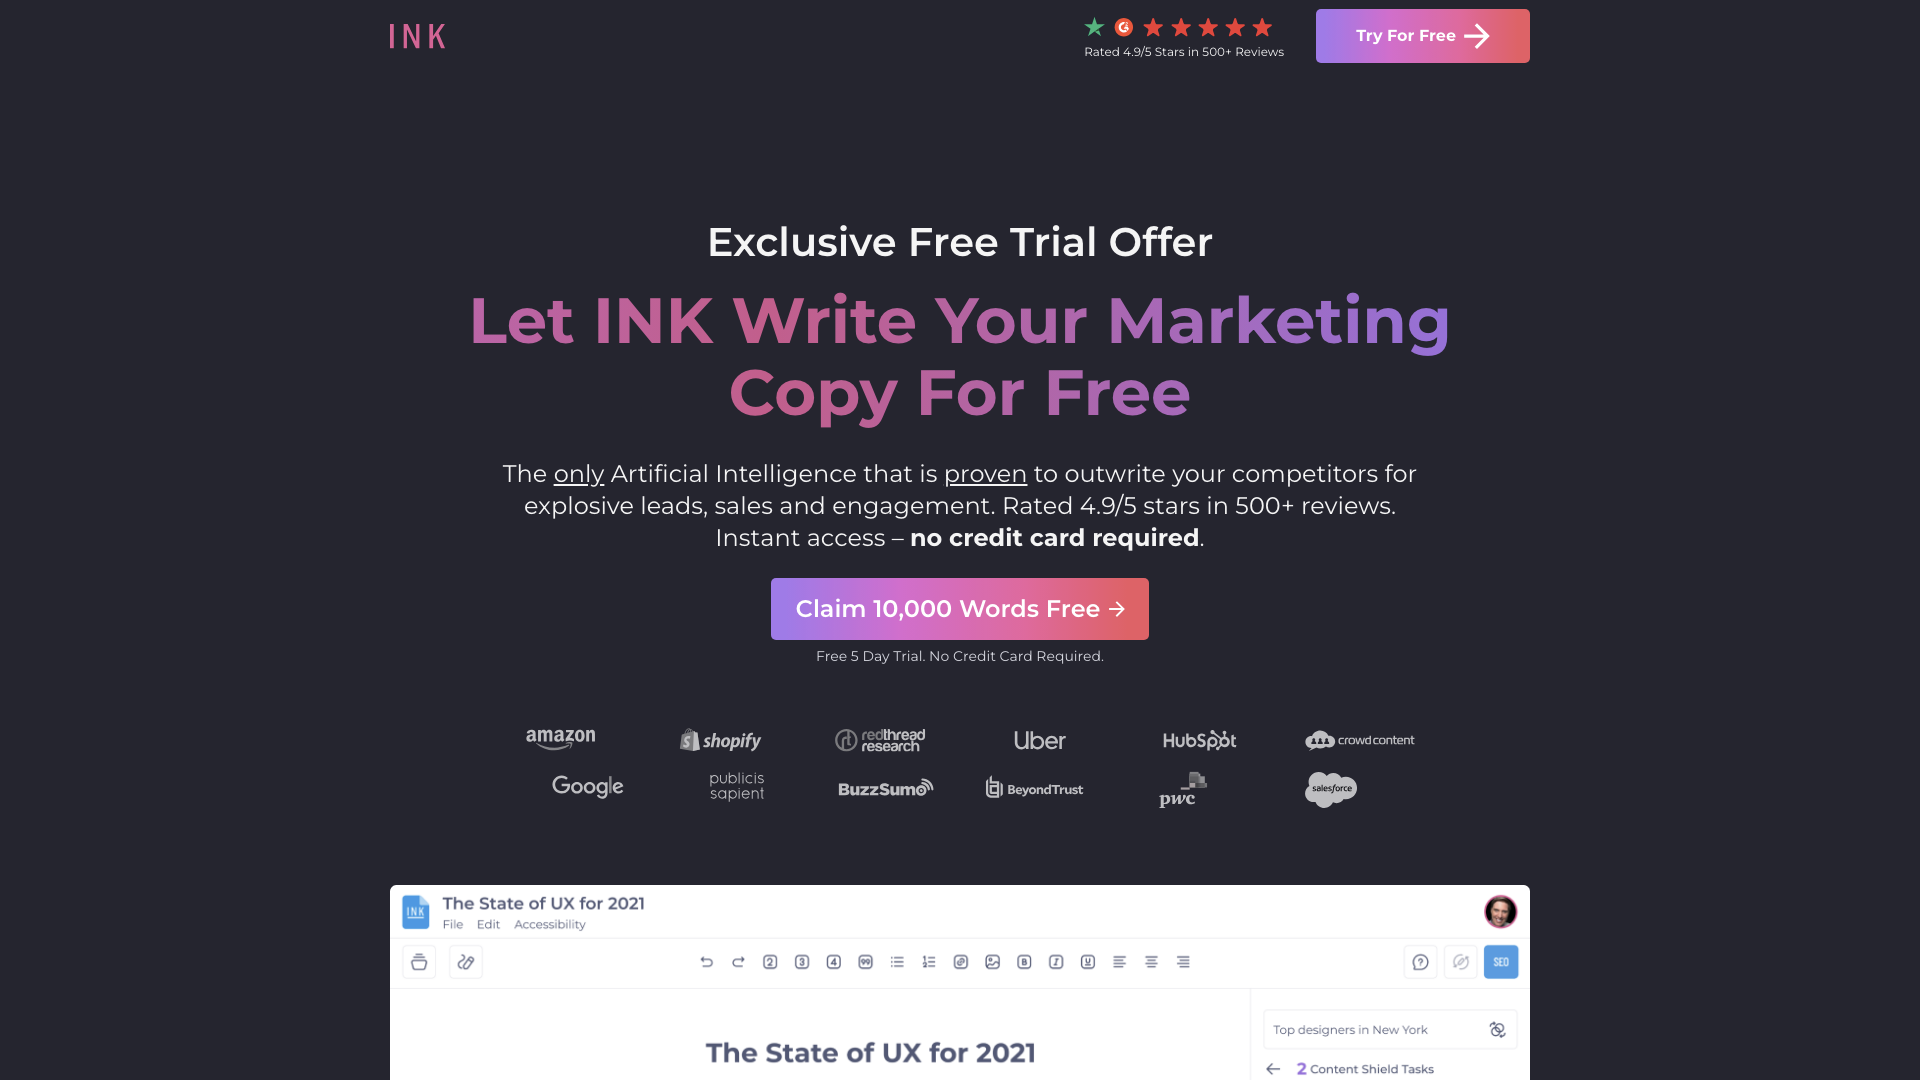 INK
Rated 4.9/5 Stars in 500+ Reviews
Try For Free
Exclusive Free Trial Offer
Let INK Write Your Marketing
Copy For Free
The only Artificial Intelligence that is proven to outwrite your competitors for
explosive leads, sales and engagement. Rated 4.9/5 stars in 500+ reviews.
Instant access – no credit card required.
Claim 10,000 Words Free
Free 5 Day Trial. No Credit Card Required.
amazon
shopify
redthread
research
Uber
HubSpot
crowdcontent
Google
publicis
sapient
BuzzSumo
BeyondTrust
pwc
salesforce
INK
The State of UX for 2021
File Edit Accessibility
SEO
The State of UX for 2021
Top designers in New York
2 Content Shield Tasks